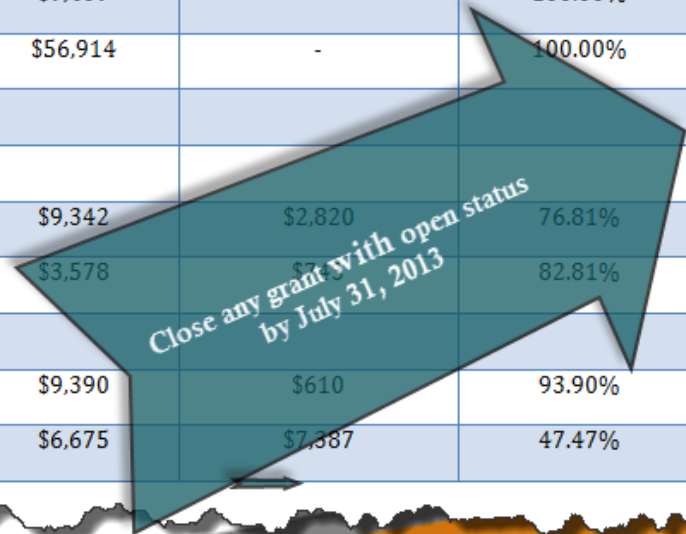 $56,914 - 100.00%
$9,342 $2,820 76.81%
$3,578 82.81%
Close any grant with open status
by July 31, 2013
$9,390 $610 93.90%
$6,675 $7,387 47.47%